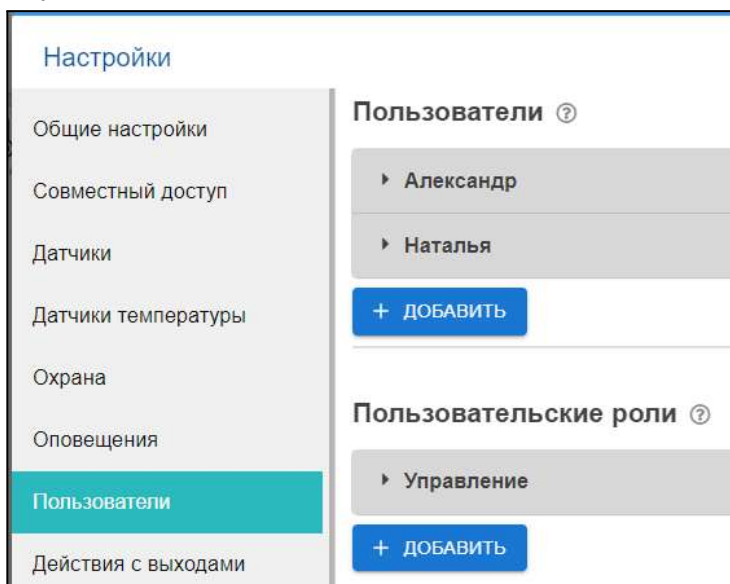 Настройки
Общие настройки
Совместный доступ
Датчики
Датчики температуры
Охрана
Оповещения
Пользователи
Действия с выходами
Пользователи ?
Александр
Наталья
+ ДОБАВИТЬ
Пользовательские роли ?
Управление
+ ДОБАВИТЬ